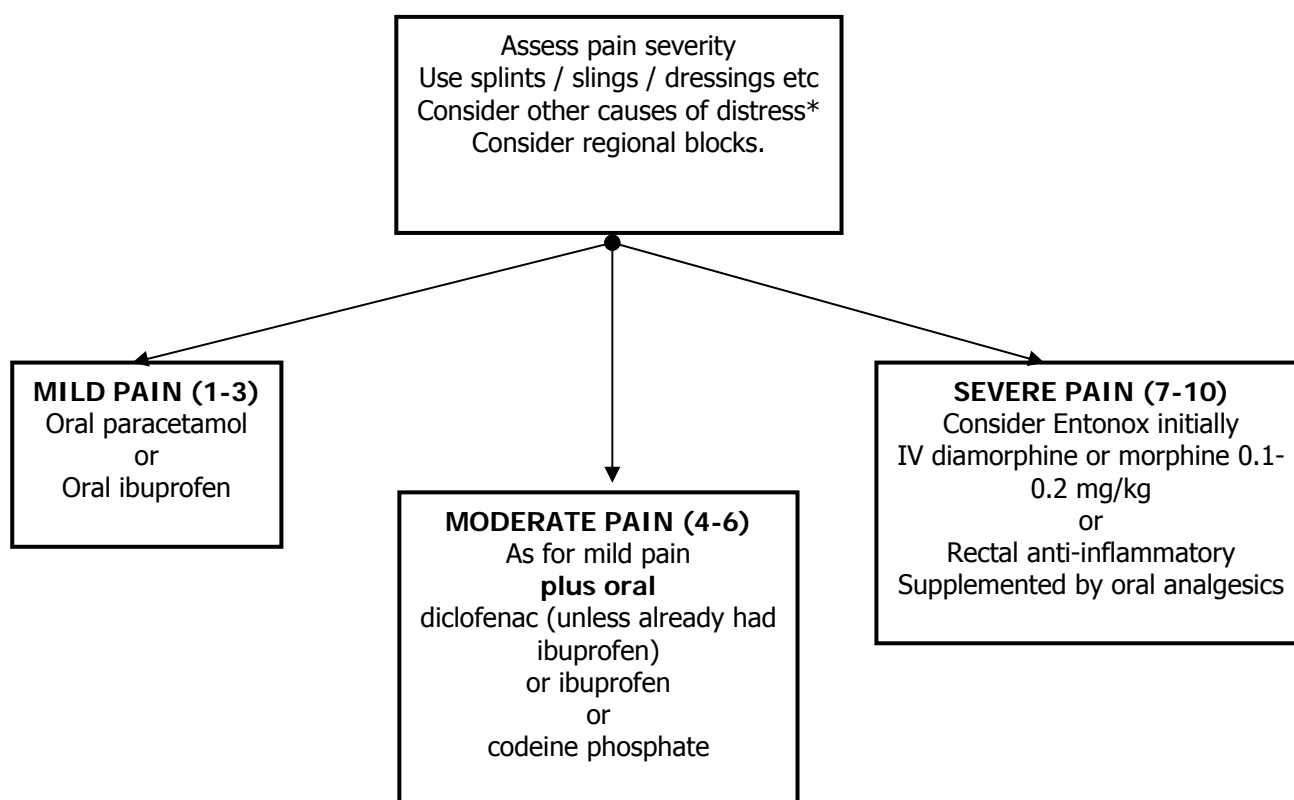 Assess pain severity
Use splints / slings / dressings etc
Consider other causes of distress*
Consider regional blocks.
MILD PAIN (1-3)
Oral paracetamol
or
Oral ibuprofen
MODERATE PAIN (4-6)
As for mild pain
plus oral
diclofenac (unless already had
ibuprofen)
or ibuprofen
or
codeine phosphate
SEVERE PAIN (7-10)
Consider Entonox initially
IV diamorphine or morphine 0.1-
0.2 mg/kg
or
Rectal anti-inflammatory
Supplemented by oral analgesics